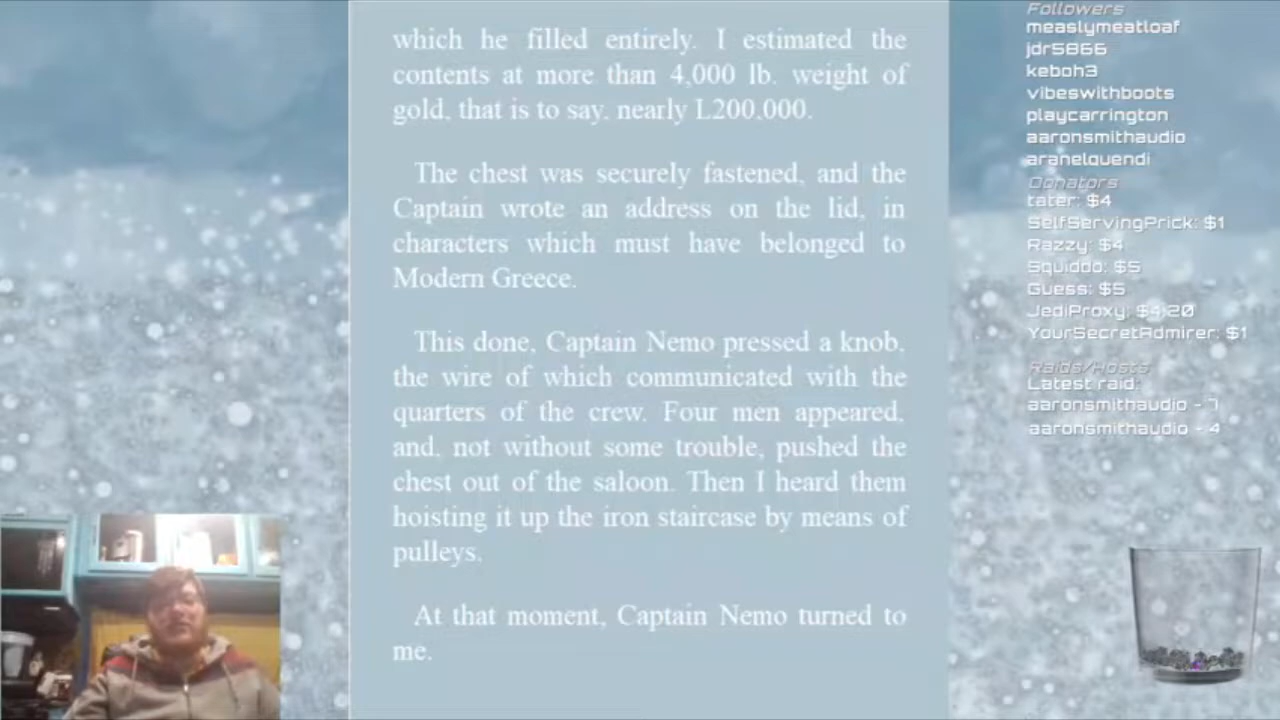 which he filled entirely. I estimated the
contents at more than 4,000 lb. weight of
gold, that is to say, nearly L200,000.
The chest was securely fastened, and the
Captain wrote an address on the lid, in
characters which must have belonged to
Modern Greece.
This done, Captain Nemo pressed a knob,
the wire of which communicated with the
quarters of the crew. Four men appeared,
and, not without some trouble, pushed the
chest out of the saloon. Then I heard them
hoisting it up the iron staircase by means of
pulleys.
At that moment, Captain Nemo turned to
me.
Followers
measlymeatloaf
jdr5866
keboh3
vibeswithboots
playcarrington
aaronsmithaudio
aranelquendi
Donators
tater: $4
SelfServingPrick: $1
Razzy: $4
Squidoo: $5
Guess: $5
JediProxy: $4.20
YourSecretAdmirer: $1
Raids/Hosts
Latest raid:
aaronsmithaudio - 7
aaronsmithaudio - 4